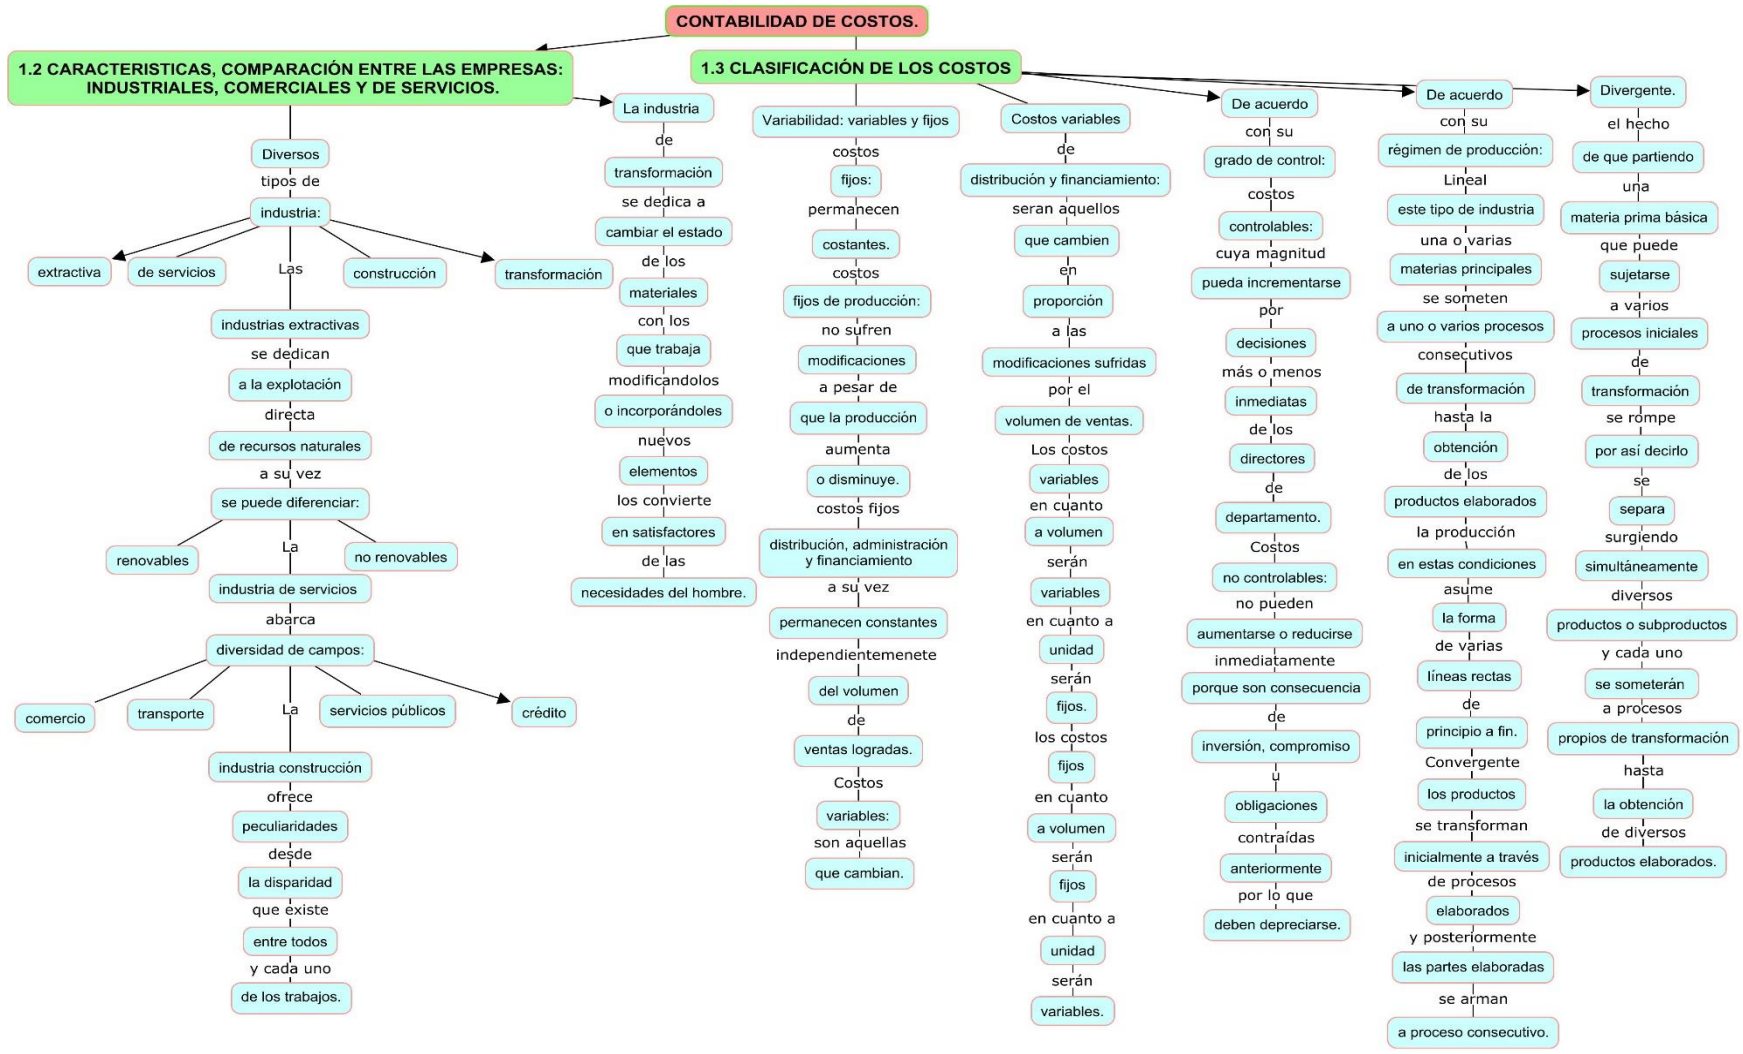 CONTABILIDAD DE COSTOS.
1.2 CARACTERISTICAS, COMPARACIÓN ENTRE LAS EMPRESAS:
INDUSTRIALES, COMERCIALES Y DE SERVICIOS.
Diversos
tipos de
industria:
extractiva
de servicios
Las
construcción
transformación
industrias extractivas
se dedican
a la explotación
directa
de recursos naturales
a su vez
se puede diferenciar:
renovables
La
no renovables
industria de servicios
abarca
diversidad de campos:
comercio
transporte
La
servicios públicos
crédito
industria construcción
ofrece
peculiaridades
desde
la disparidad
que existe
entre todos
y cada uno
de los trabajos.
La industria
de
transformación
se dedica a
cambiar el estado
de los
materiales
con los
que trabaja
modificandolos
o incorporándoles
nuevos
elementos
los convierte
en satisfactores
de las
necesidades del hombre.
1.3 CLASIFICACIÓN DE LOS COSTOS
Variabilidad: variables y fijos
costos
fijos:
permanecen
costantes.
costos
fijos de producción:
no sufren
modificaciones
a pesar de
que la producción
aumenta
o disminuye.
costos fijos
distribución, administración
y financiamiento
a su vez
permanecen constantes
independientemenete
del volumen
de
ventas logradas.
Costos
variables:
son aquellas
que cambian.
Costos variables
de
distribución y financiamiento:
seran aquellos
que cambien
en
proporción
a las
modificaciones sufridas
por el
volumen de ventas.
Los costos
variables
en cuanto
a volumen
serán
variables
en cuanto a
unidad
serán
fijos.
los costos
fijos
en cuanto
a volumen
serán
fijos
en cuanto a
unidad
serán
variables.
De acuerdo
con su
grado de control:
costos
controlables:
cuya magnitud
pueda incrementarse
por
decisiones
más o menos
inmediatas
de los
directores
de
departamento.
Costos
no controlables:
no pueden
aumentarse o reducirse
inmediatamente
porque son consecuencia
de
inversión, compromiso
u
obligaciones
contraídas
anteriormente
por lo que
deben depreciarse.
De acuerdo
con su
régimen de producción:
Lineal
este tipo de industria
una o varias
materias principales
se someten
a uno o varios procesos
consecutivos
de transformación
hasta la
obtención
de los
productos elaborados
la producción
en estas condiciones
asume
la forma
de varias
líneas rectas
de
principio a fin.
Convergente
los productos
se transforman
inicialmente a través
de procesos
elaborados
y posteriormente
las partes elaboradas
se arman
a proceso consecutivo.
Divergente.
el hecho
de que partiendo
una
materia prima básica
que puede
sujetarse
a varios
procesos iniciales
de
transformación
se rompe
por así decirlo
se
separa
surgiendo
simultáneamente
diversos
productos o subproductos
y cada uno
se someterán
a procesos
propios de transformación
hasta
la obtención
de diversos
productos elaborados.